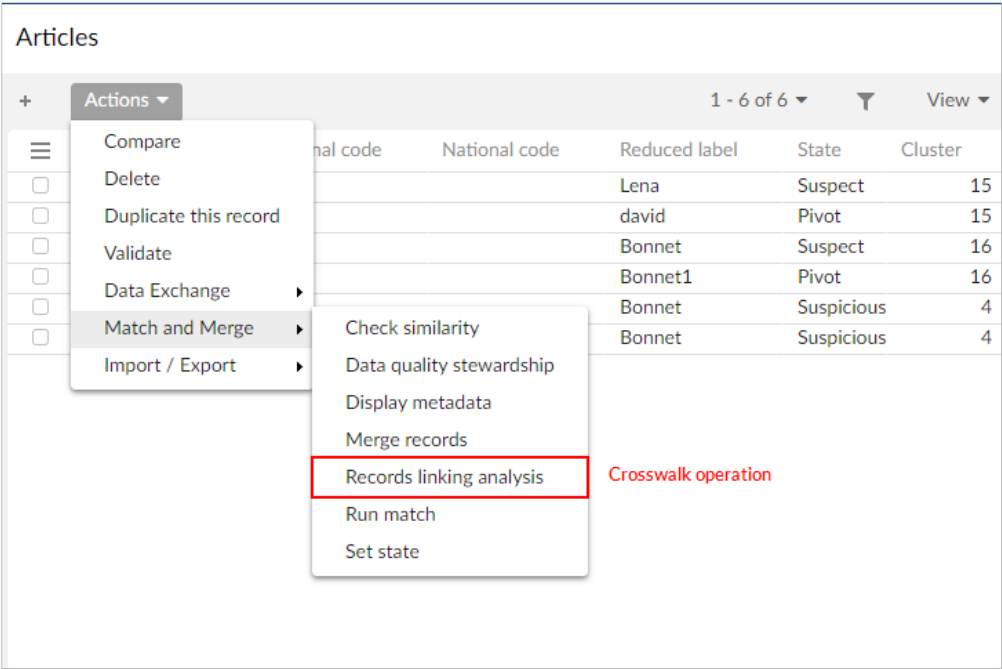 Articles
+ Actions 1 - 6 of 6 View
Compare nal code National code Reduced label State Cluster
Delete Lena Suspect 15
Duplicate this record david Pivot 15
Validate Bonnet Suspect 16
Data Exchange Bonnet1 Pivot 16
Match and Merge Check similarity Bonnet Suspicious 4
Import / Export Data quality stewardship Bonnet Suspicious 4
Display metadata
Merge records
Records linking analysis Crosswalk operation
Run match
Set state